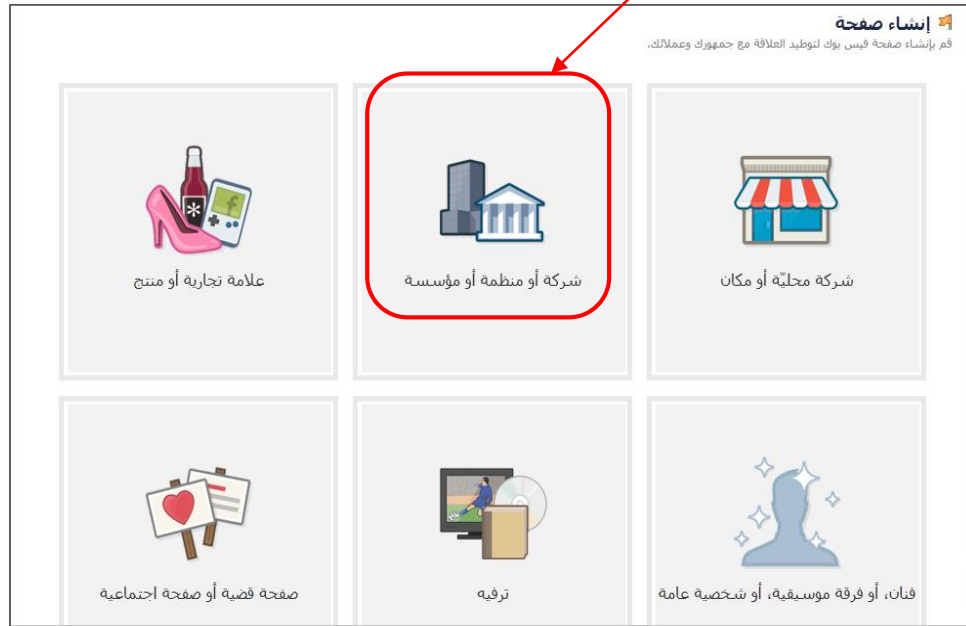 إنشاء صفحة
قم بإنشاء صفحة فيس بوك لتوطيد العلاقة مع جمهورك وعملائك.
شركة محليّة أو مكان
شركة أو منظمة أو مؤسسة
علامة تجارية أو منتج
فنان، أو فرقة موسيقية، أو شخصية عامة
ترفيه
صفحة قضية أو صفحة اجتماعية